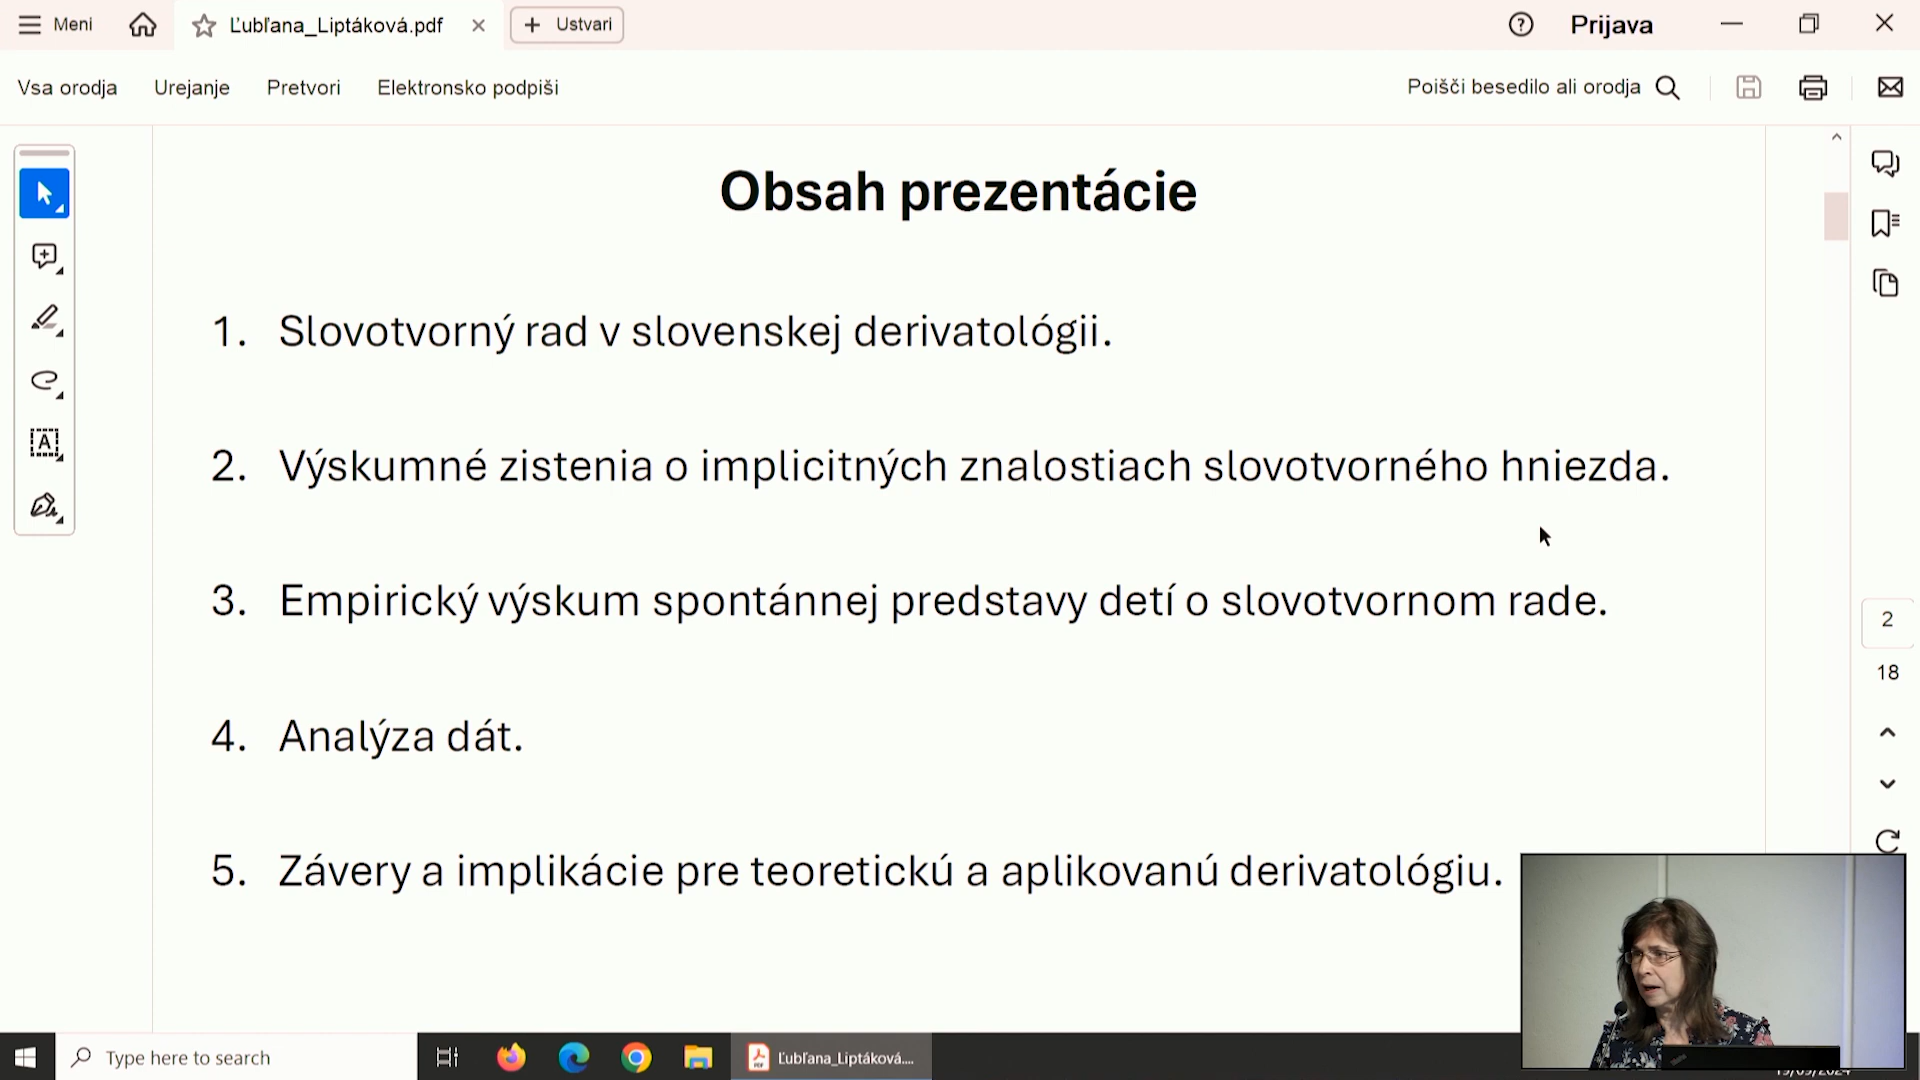 Meni
Ľubľana_Liptáková.pdf
Ustvari
Prijava
Vsa orodja
Urejanje
Pretvori
Elektronsko podpiši
Poišči besedilo ali orodja
Obsah prezentácie
1. Slovotvorný rad v slovenskej derivatológii.
2. Výskumné zistenia o implicitných znalostiach slovotvorného hniezda.
3. Empirický výskum spontánnej predstavy detí o slovotvornom rade.
4. Analýza dát.
5. Závery a implikácie pre teoretickú a aplikovanú derivatológiu.
2
18
Type here to search
Ľubľana_Liptáková....